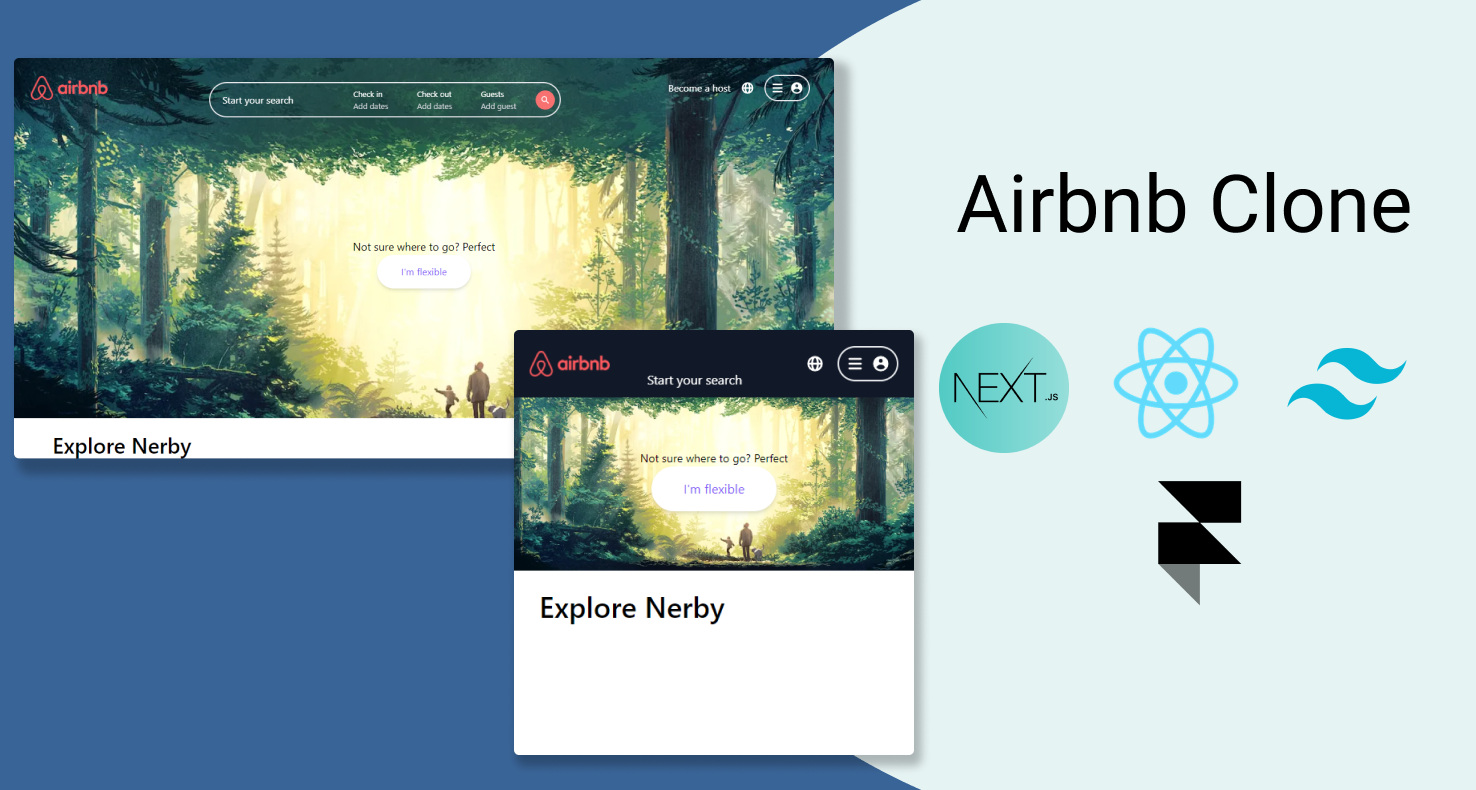 airbnb
Start your search
Check in
Add dates
Check out
Add dates
Guests
Add guest
Become a host
Not sure where to go? Perfect
I'm flexible
Explore Nerby
airbnb
Start your search
Not sure where to go? Perfect
I'm flexible
Explore Nerby
Airbnb Clone
NEXT.JS